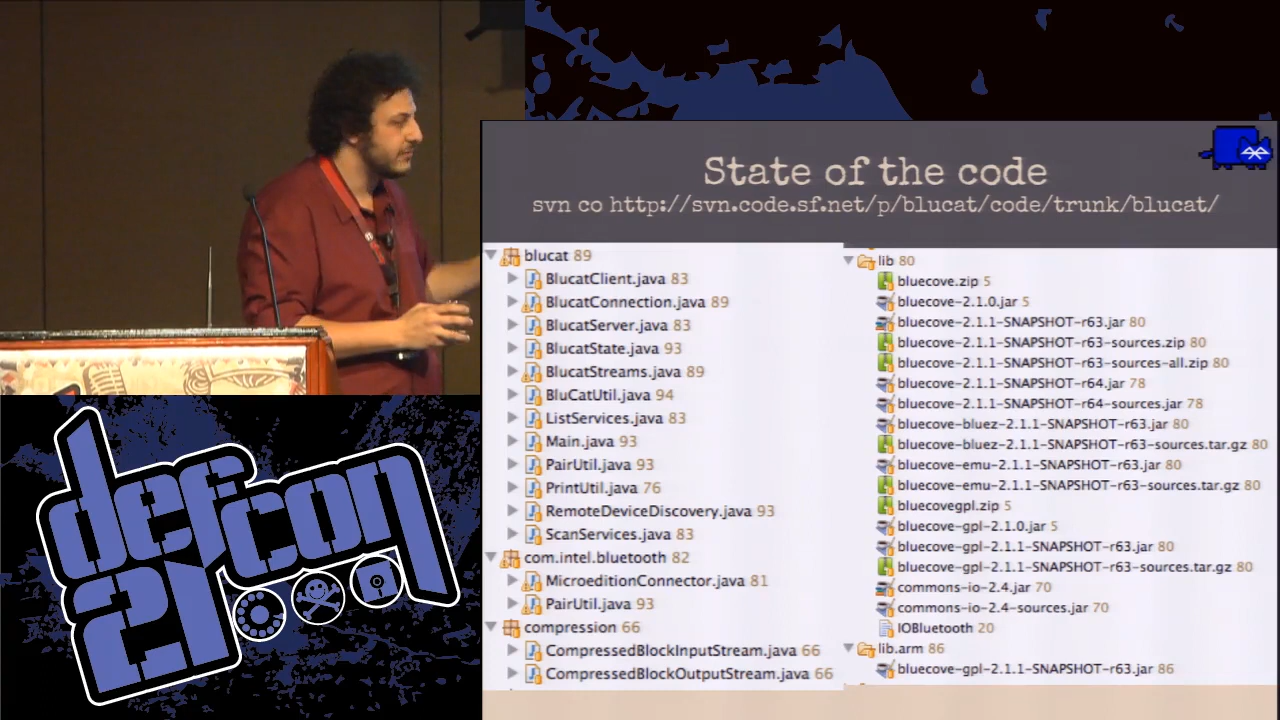 State of the code
svn co http://svn.code.sf.net/p/blucat/code/trunk/blucat/
blucat 89
BlucatClient.java 83
BlucatConnection.java 89
BlucatServer.java 83
BlucatState.java 93
BlucatStreams.java 89
BluCatUtil.java 94
ListServices.java 83
Main.java 93
PairUtil.java 93
PrintUtil.java 76
RemoteDeviceDiscovery.java 93
ScanServices.java 83
com.intel.bluetooth 82
MicroeditionConnector.java 81
PairUtil.java 93
compression 66
CompressedBlockInputStream.java 66
CompressedBlockOutputStream.java 66
lib 80
bluecove.zip 5
bluecove-2.1.0.jar 5
bluecove-2.1.1-SNAPSHOT-r63.jar 80
bluecove-2.1.1-SNAPSHOT-r63-sources.zip 80
bluecove-2.1.1-SNAPSHOT-r63-sources-all.zip 80
bluecove-2.1.1-SNAPSHOT-r64.jar 78
bluecove-2.1.1-SNAPSHOT-r64-sources.jar 78
bluecove-bluez-2.1.1-SNAPSHOT-r63.jar 80
bluecove-bluez-2.1.1-SNAPSHOT-r63-sources.tar.gz 80
bluecove-emu-2.1.1-SNAPSHOT-r63.jar 80
bluecove-emu-2.1.1-SNAPSHOT-r63-sources.tar.gz 80
bluecovegpl.zip 5
bluecove-gpl-2.1.0.jar 5
bluecove-gpl-2.1.1-SNAPSHOT-r63.jar 80
bluecove-gpl-2.1.1-SNAPSHOT-r63-sources.tar.gz 80
commons-io-2.4.jar 70
commons-io-2.4-sources.jar 70
IOBluetooth 20
lib.arm 86
bluecove-gpl-2.1.1-SNAPSHOT-r63.jar 86
defcon
21